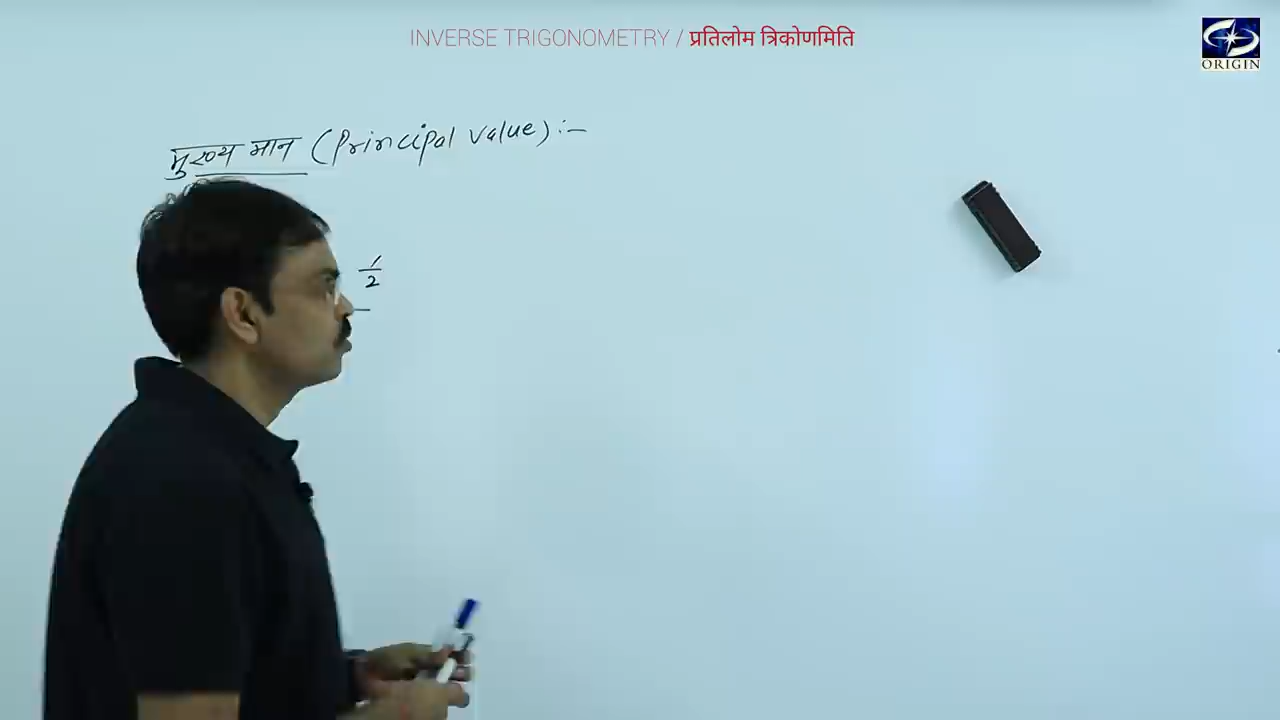 INVERSE TRIGONOMETRY / प्रतिलोम त्रिकोणमिति
ORIGIN
मुख्य मान (Principal value) :-
1/2